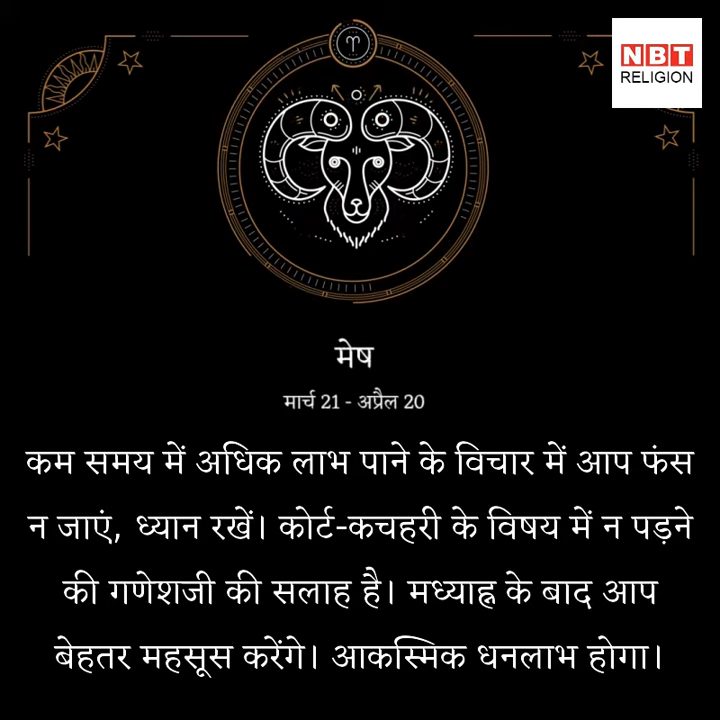 NBT
RELIGION
मेष
मार्च 21 - अप्रैल 20
कम समय में अधिक लाभ पाने के विचार में आप फंस
न जाएं, ध्यान रखें। कोर्ट-कचहरी के विषय में न पड़ने
की गणेशजी की सलाह है। मध्याह्न के बाद आप
बेहतर महसूस करेंगे। आकस्मिक धनलाभ होगा।